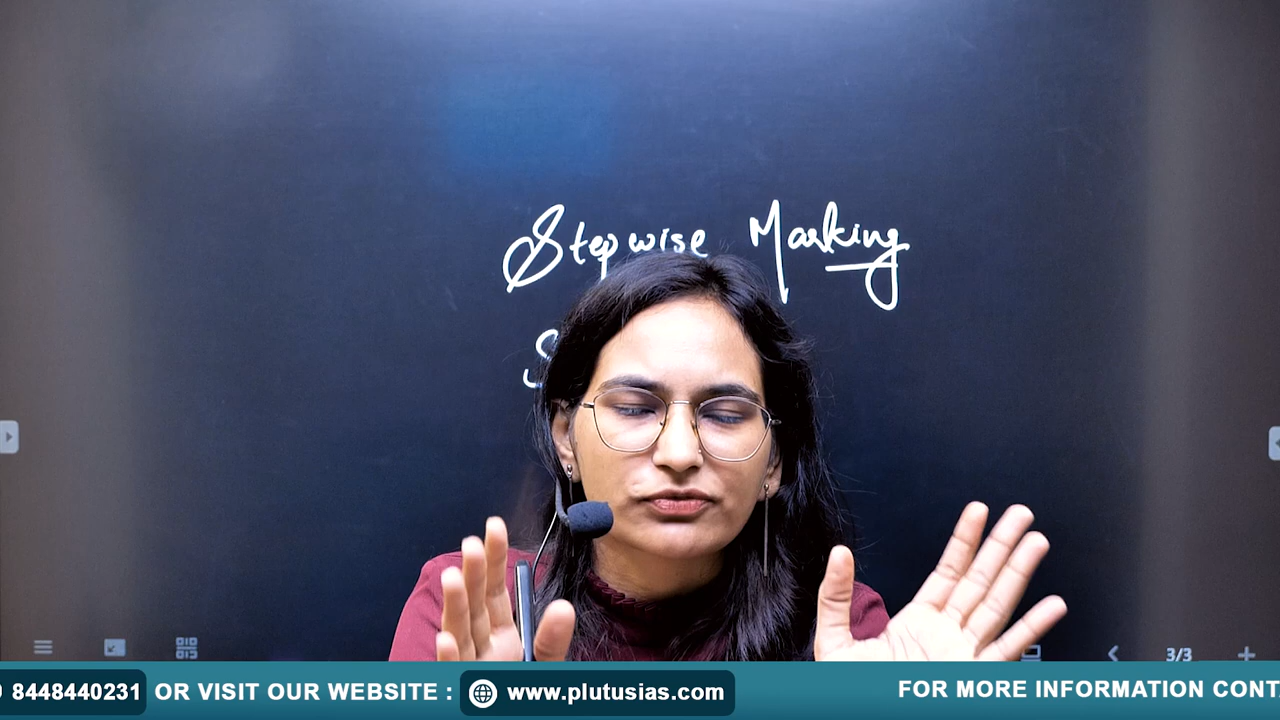 Stepwise Marking
S
3/3
8448440231 OR VISIT OUR WEBSITE : www.plutusias.com FOR MORE INFORMATION CONT